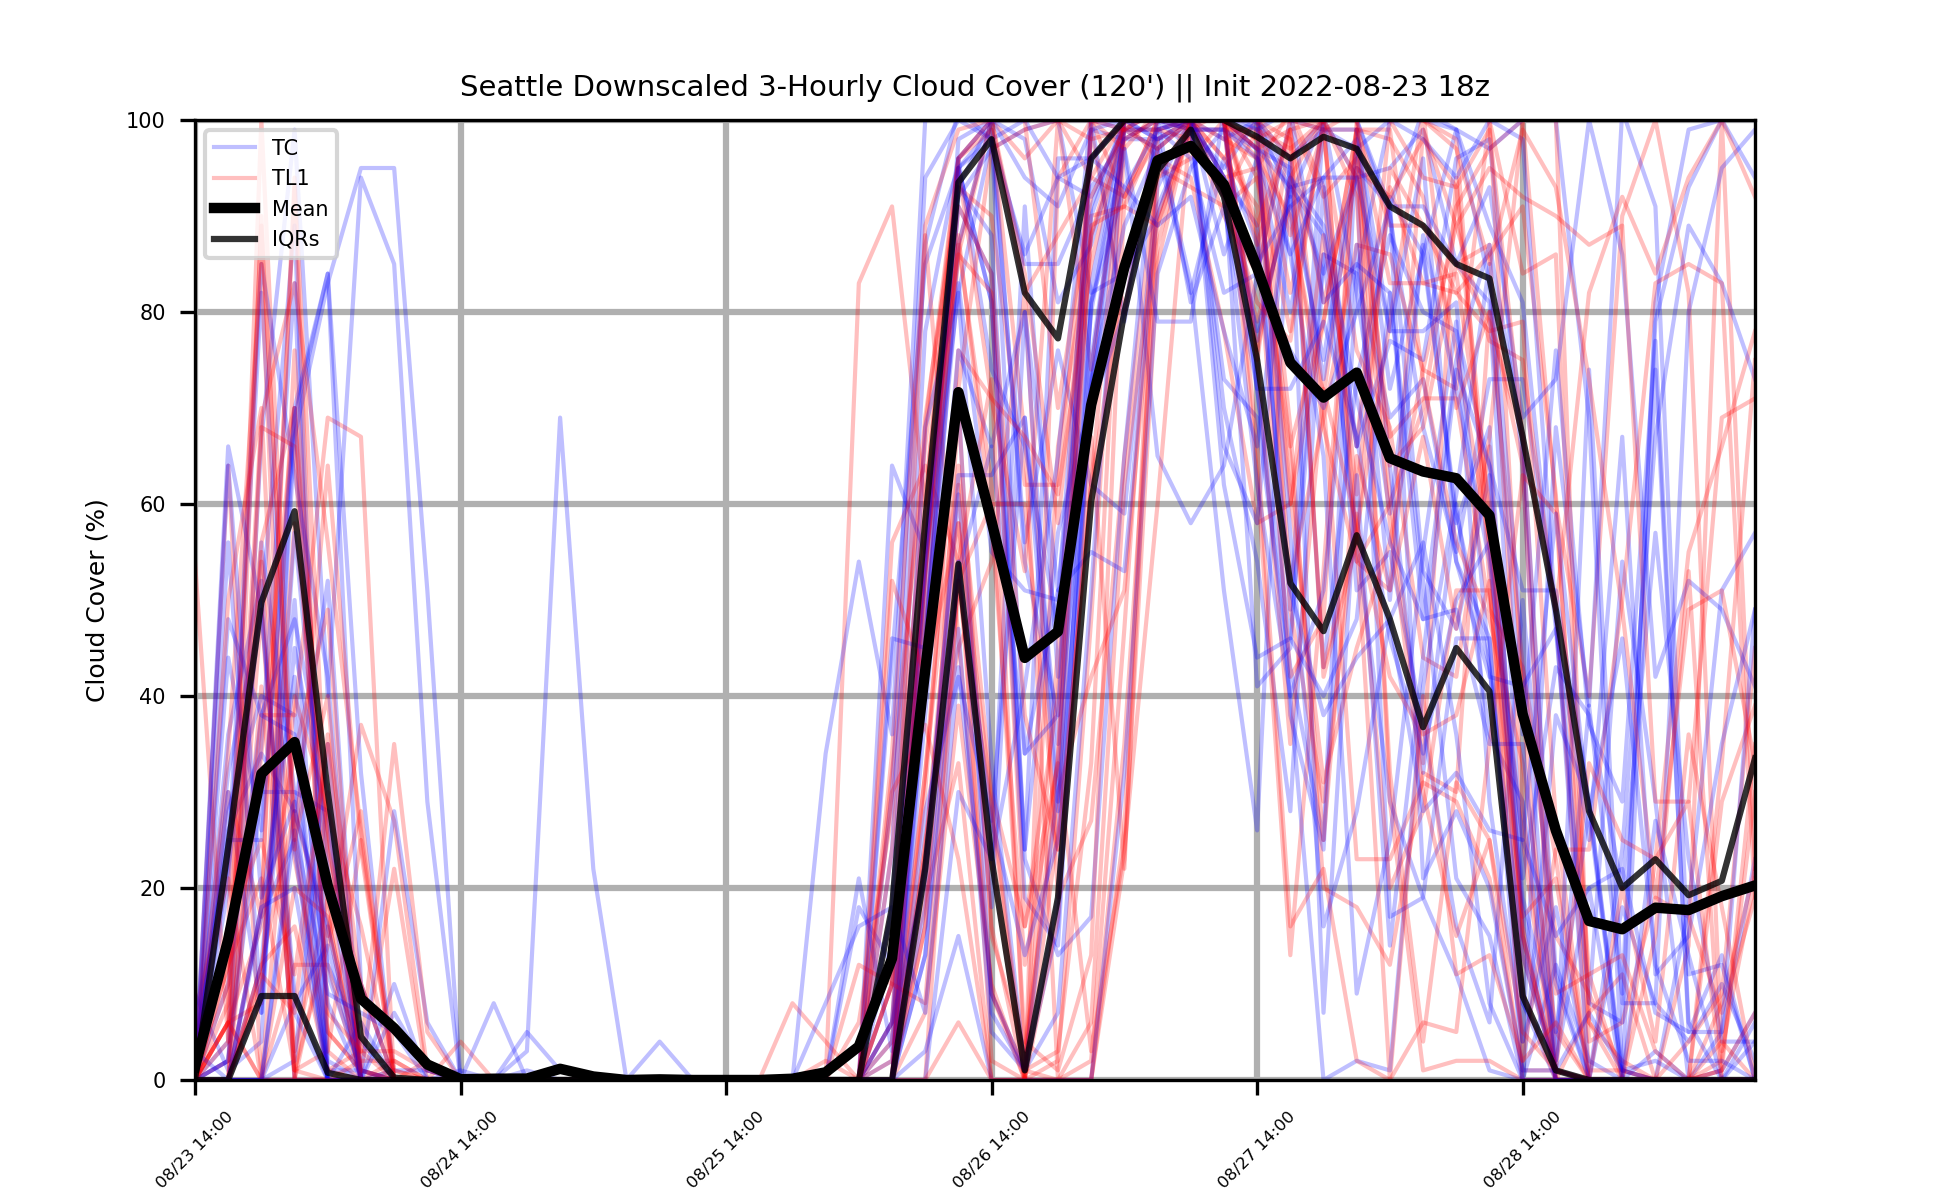 Seattle Downscaled 3-Hourly Cloud Cover (120') || Init 2022-08-23 18z
Cloud Cover (%)
100
80
60
40
20
0
TC
TL1
Mean
IQRs
08/23 14:00
08/24 14:00
08/25 14:00
08/26 14:00
08/27 14:00
08/28 14:00